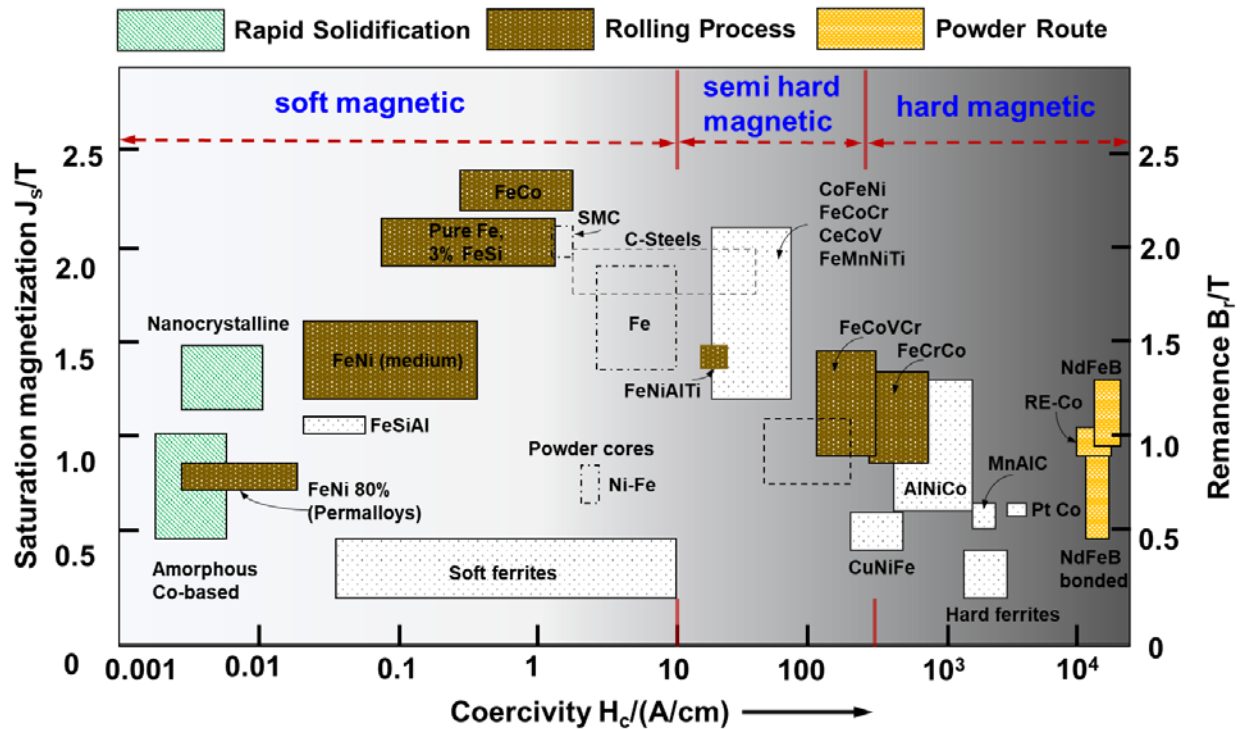 Rapid Solidification
Rolling Process
Powder Route
soft magnetic
semi hard
magnetic
hard magnetic
2.5
2.0
1.5
1.0
0.5
0
Saturation magnetization Js/T
2.5
2.0
1.5
1.0
0.5
0
Remanence Br/T
FeCo
Pure Fe,
3% FeSi
SMC
C-Steels
CoFeNi
FeCoCr
CeCoV
FeMnNiTi
Nanocrystalline
FeNi (medium)
Fe
FeNiAlTi
FeCoVCr
FeCrCo
NdFeB
RE-Co
FeSiAl
Powder cores
Ni-Fe
MnAlC
AlNiCo
Pt Co
FeNi 80%
(Permalloys)
Amorphous
Co-based
Soft ferrites
CuNiFe
Hard ferrites
NdFeB
bonded
0.001
0.01
0.1
1
10
100
10³
10⁴
Coercivity Hc/(A/cm)